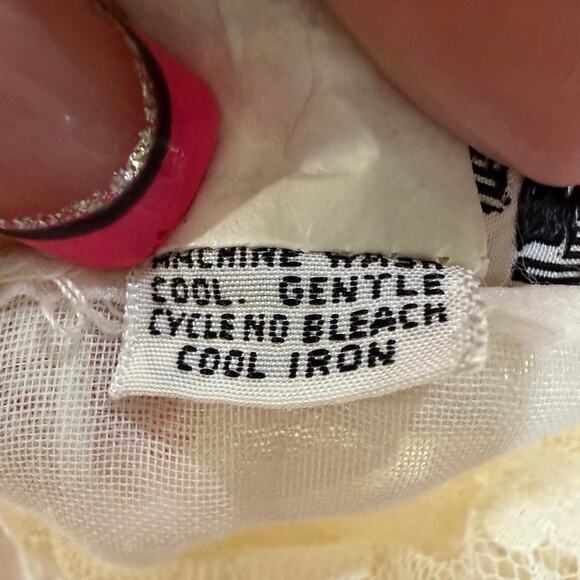 MACHINE WASH
COOL. GENTLE
CYCLE NO BLEACH
COOL IRON